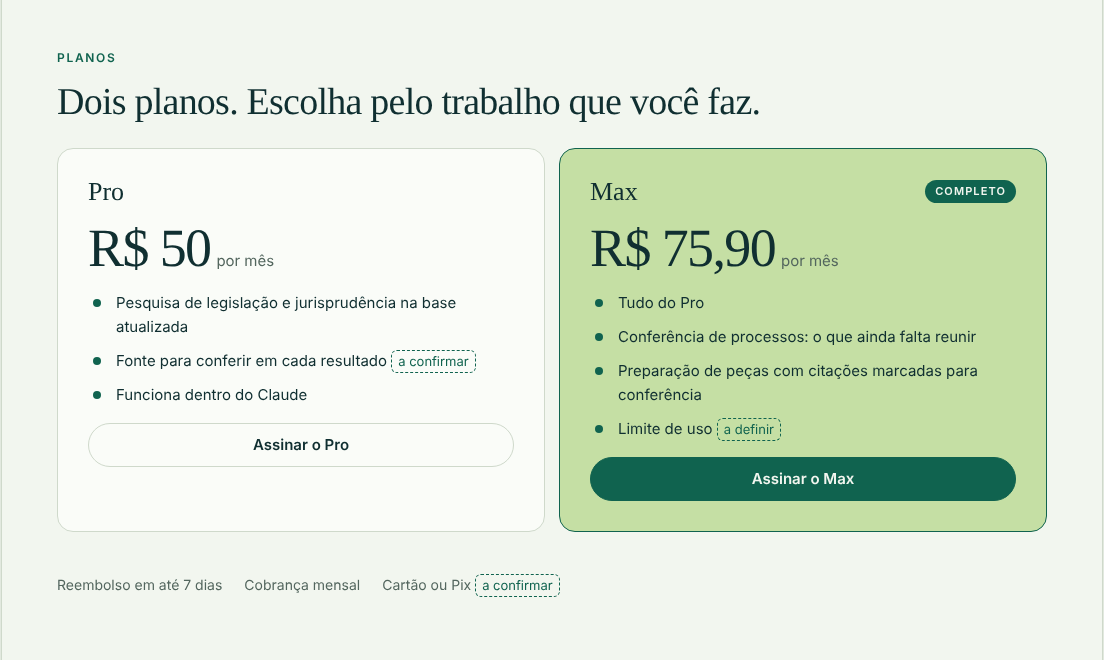 PLANOS
Dois planos. Escolha pelo trabalho que você faz.
Pro
R$ 50 por mês
Pesquisa de legislação e jurisprudência na base
atualizada
Fonte para conferir em cada resultado a confirmar
Funciona dentro do Claude
Assinar o Pro
Max
COMPLETO
R$ 75,90 por mês
Tudo do Pro
Conferência de processos: o que ainda falta reunir
Preparação de peças com citações marcadas para
conferência
Limite de uso a definir
Assinar o Max
Reembolso em até 7 dias Cobrança mensal Cartão ou Pix a confirmar